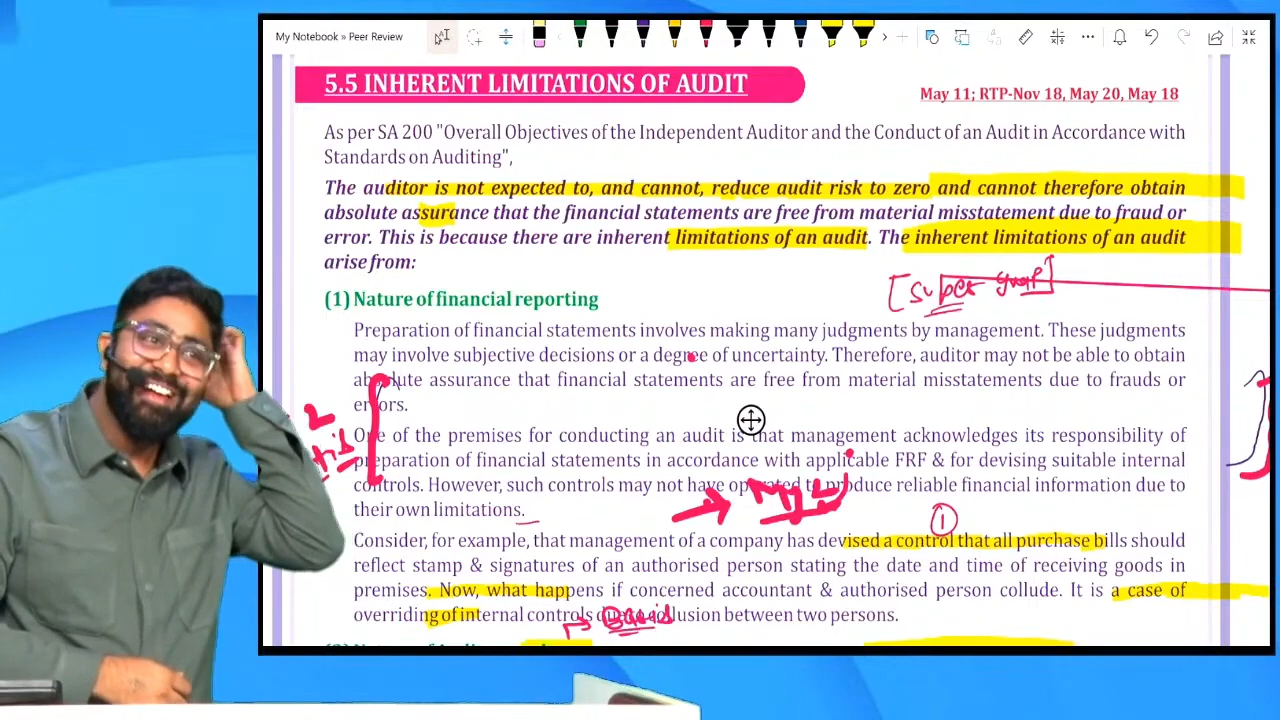 My Notebook » Peer Review
5.5 INHERENT LIMITATIONS OF AUDIT
May 11; RTP-Nov 18, May 20, May 18
As per SA 200 "Overall Objectives of the Independent Auditor and the Conduct of an Audit in Accordance with
Standards on Auditing",
The auditor is not expected to, and cannot, reduce audit risk to zero and cannot therefore obtain
absolute assurance that the financial statements are free from material misstatement due to fraud or
error. This is because there are inherent limitations of an audit. The inherent limitations of an audit
arise from:
(1) Nature of financial reporting
Preparation of financial statements involves making many judgments by management. These judgments
may involve subjective decisions or a degree of uncertainty. Therefore, auditor may not be able to obtain
absolute assurance that financial statements are free from material misstatements due to frauds or
errors.
One of the premises for conducting an audit is that management acknowledges its responsibility of
preparation of financial statements in accordance with applicable FRF & for devising suitable internal
controls. However, such controls may not have operated to produce reliable financial information due to
their own limitations.
1
Consider, for example, that management of a company has devised a control that all purchase bills should
reflect stamp & signatures of an authorised person stating the date and time of receiving goods in
premises. Now, what happens if concerned accountant & authorised person collude. It is a case of
overriding of internal controls due to collusion between two persons.
Basis